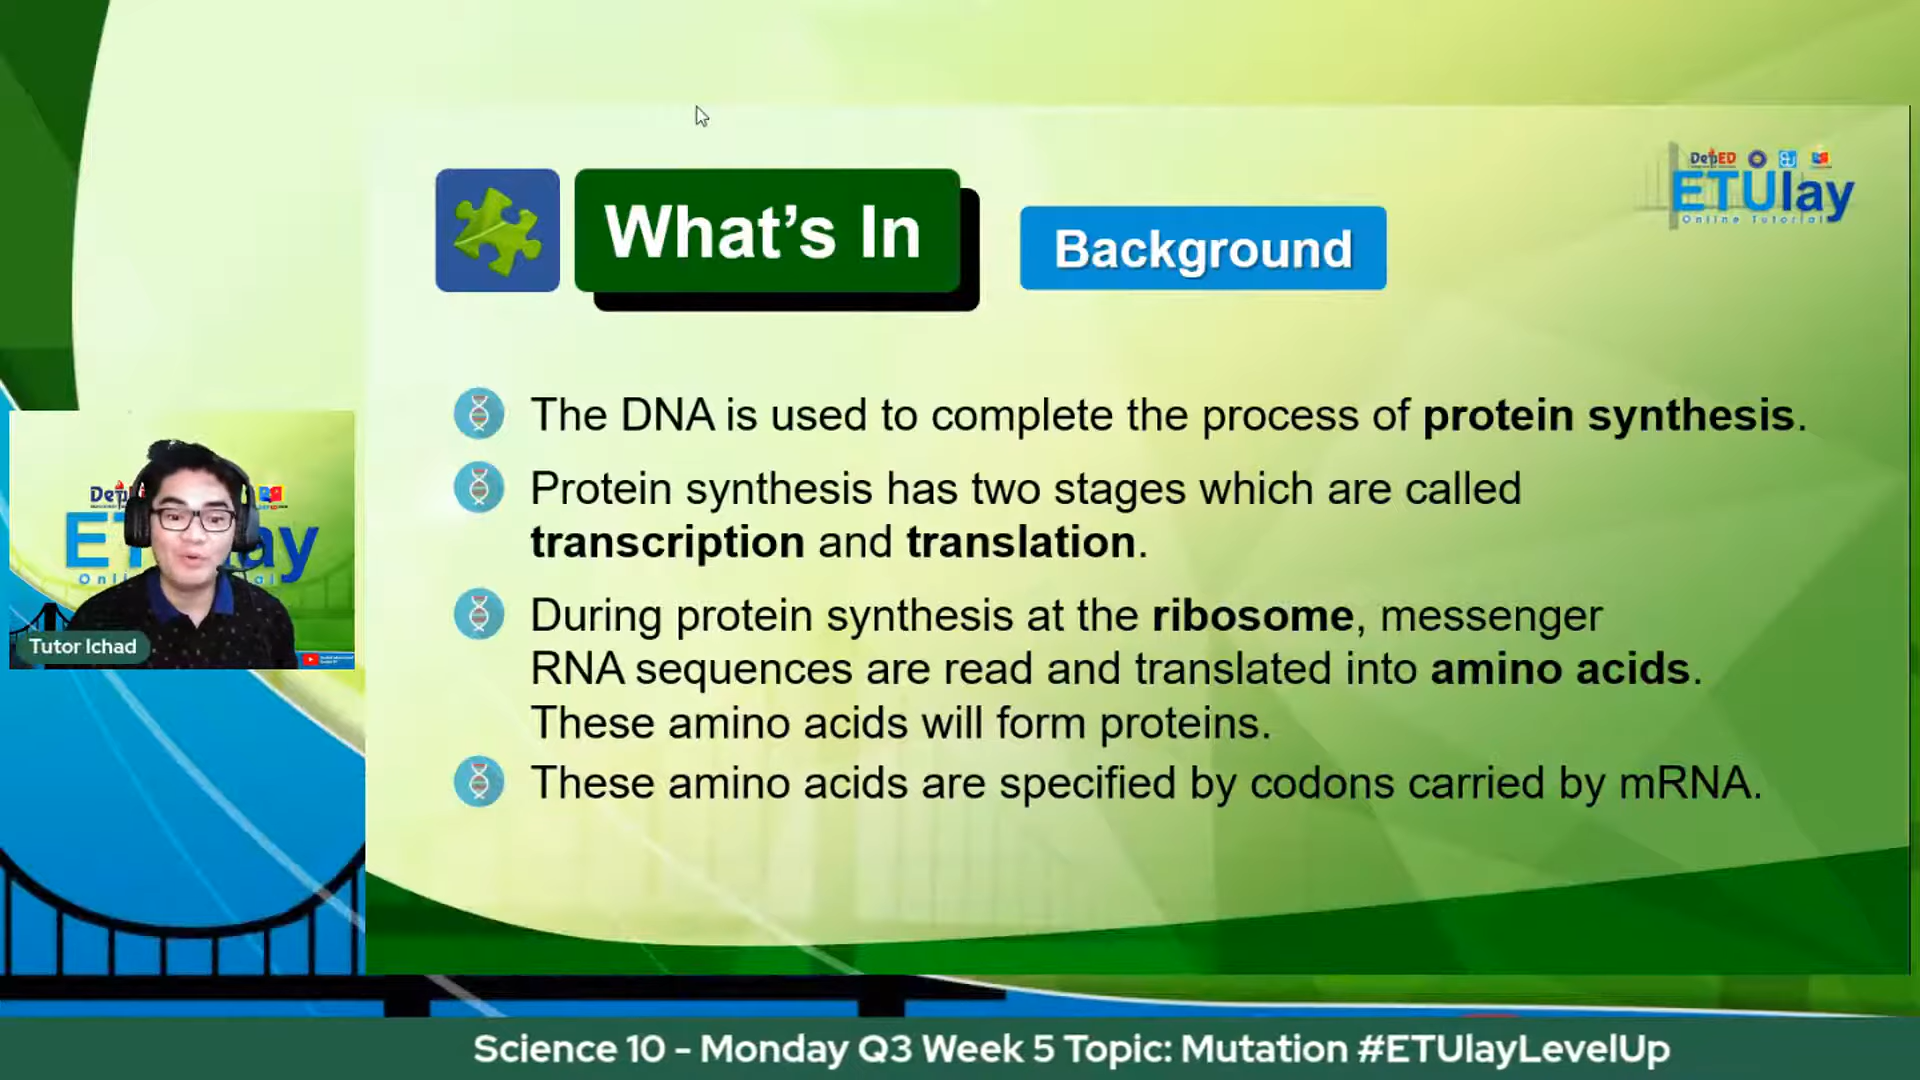 What's In
Background
DepED
ETUlay
Online Tutorial
The DNA is used to complete the process of protein synthesis.
Protein synthesis has two stages which are called
transcription and translation.
During protein synthesis at the ribosome, messenger
RNA sequences are read and translated into amino acids.
These amino acids will form proteins.
These amino acids are specified by codons carried by mRNA.
Tutor Ichad
Science 10 - Monday Q3 Week 5 Topic: Mutation #ETUlayLevelUp